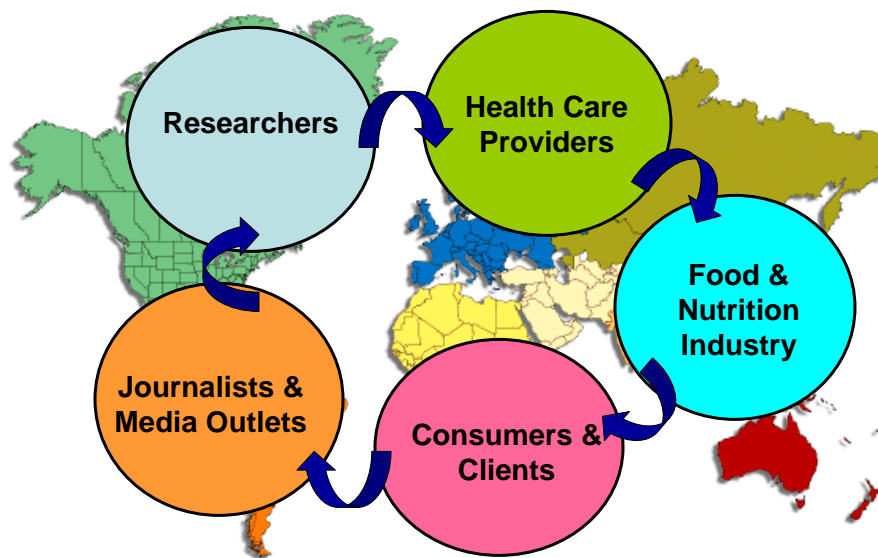 Researchers
Health Care
Providers
Food &
Nutrition
Industry
Consumers &
Clients
Journalists &
Media Outlets